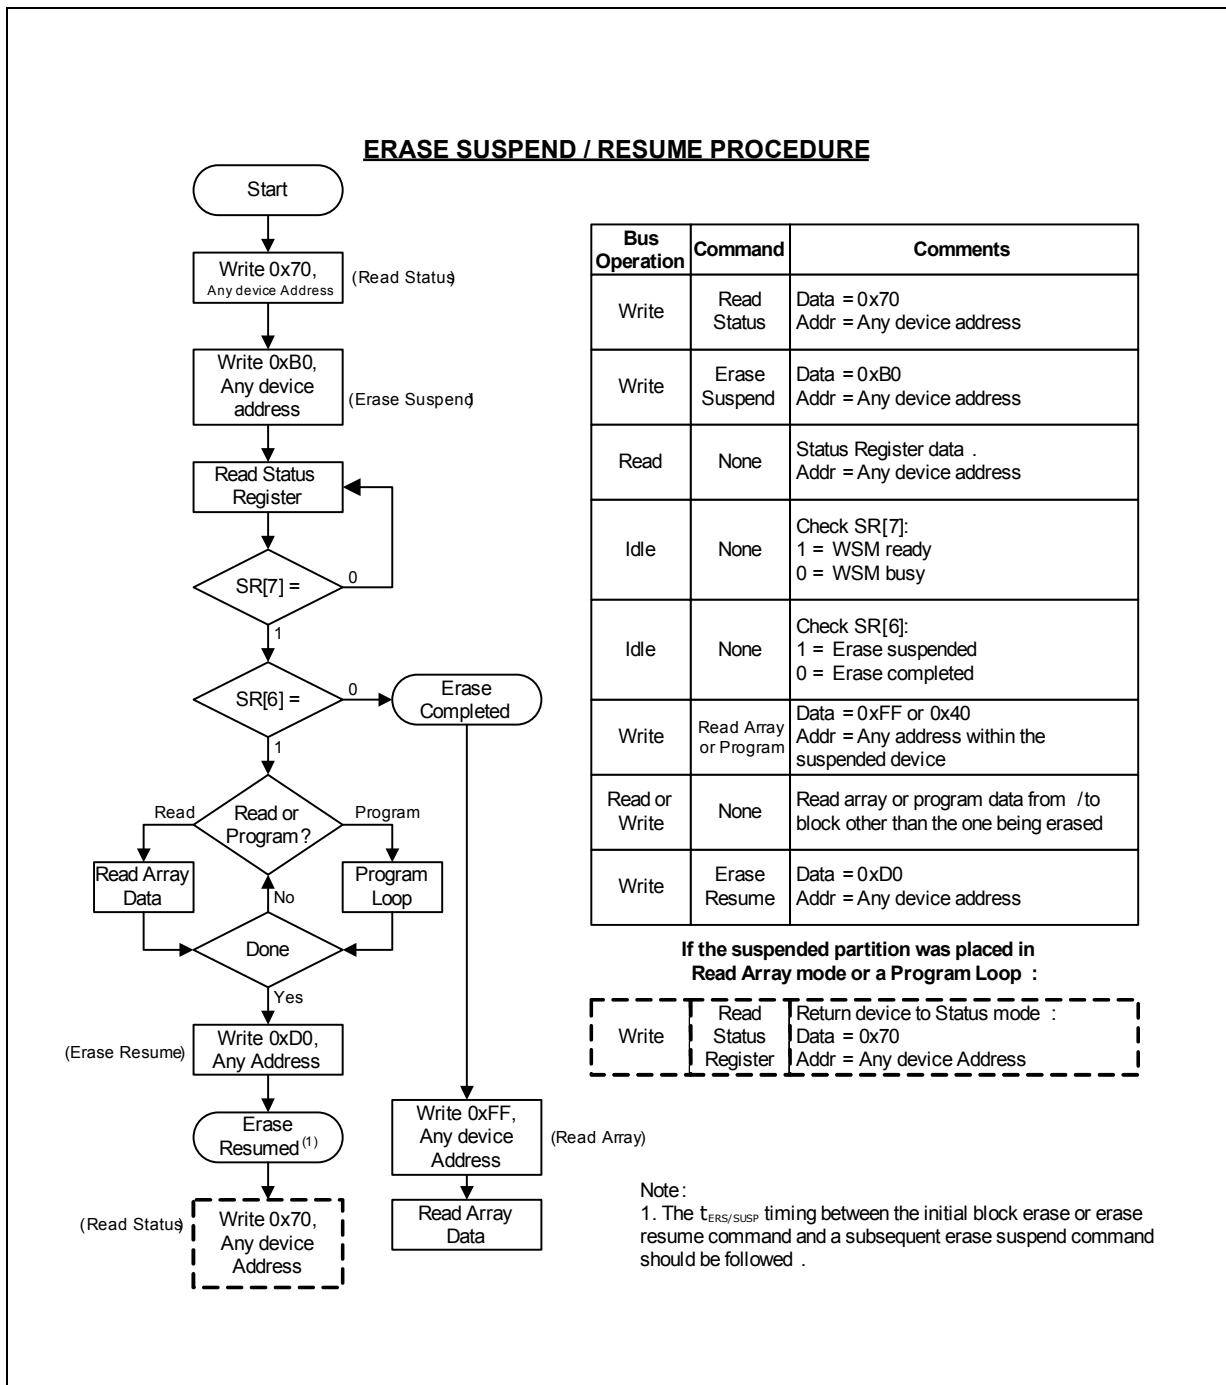 ERASE SUSPEND / RESUME PROCEDURE
Start
Write 0x70,
Any device Address
(Read Status)
Write 0xB0,
Any device
address
(Erase Suspend)
Read Status
Register
SR[7] =
0
1
SR[6] =
0
Erase
Completed
1
Read or
Program?
Read
Program
Read Array
Data
Program
Loop
No
Done
Yes
Write 0xD0,
Any Address
(Erase Resume)
Erase
Resumed(1)
(Read Status)
Write 0x70,
Any device
Address
Write 0xFF,
Any device
Address
(Read Array)
Read Array
Data
Bus
Operation
Command
Comments
Write
Read
Status
Data = 0x70
Addr = Any device address
Write
Erase
Suspend
Data = 0xB0
Addr = Any device address
Read
None
Status Register data .
Addr = Any device address
Idle
None
Check SR[7]:
1 = WSM ready
0 = WSM busy
Idle
None
Check SR[6]:
1 = Erase suspended
0 = Erase completed
Write
Read Array
or Program
Data = 0xFF or 0x40
Addr = Any address within the
suspended device
Read or
Write
None
Read array or program data from /to
block other than the one being erased
Write
Erase
Resume
Data = 0xD0
Addr = Any device address
If the suspended partition was placed in
Read Array mode or a Program Loop :
Write
Read
Status
Register
Return device to Status mode :
Data = 0x70
Addr = Any device Address
Note:
1. The tERS/SUSP timing between the initial block erase or erase
resume command and a subsequent erase suspend command
should be followed .